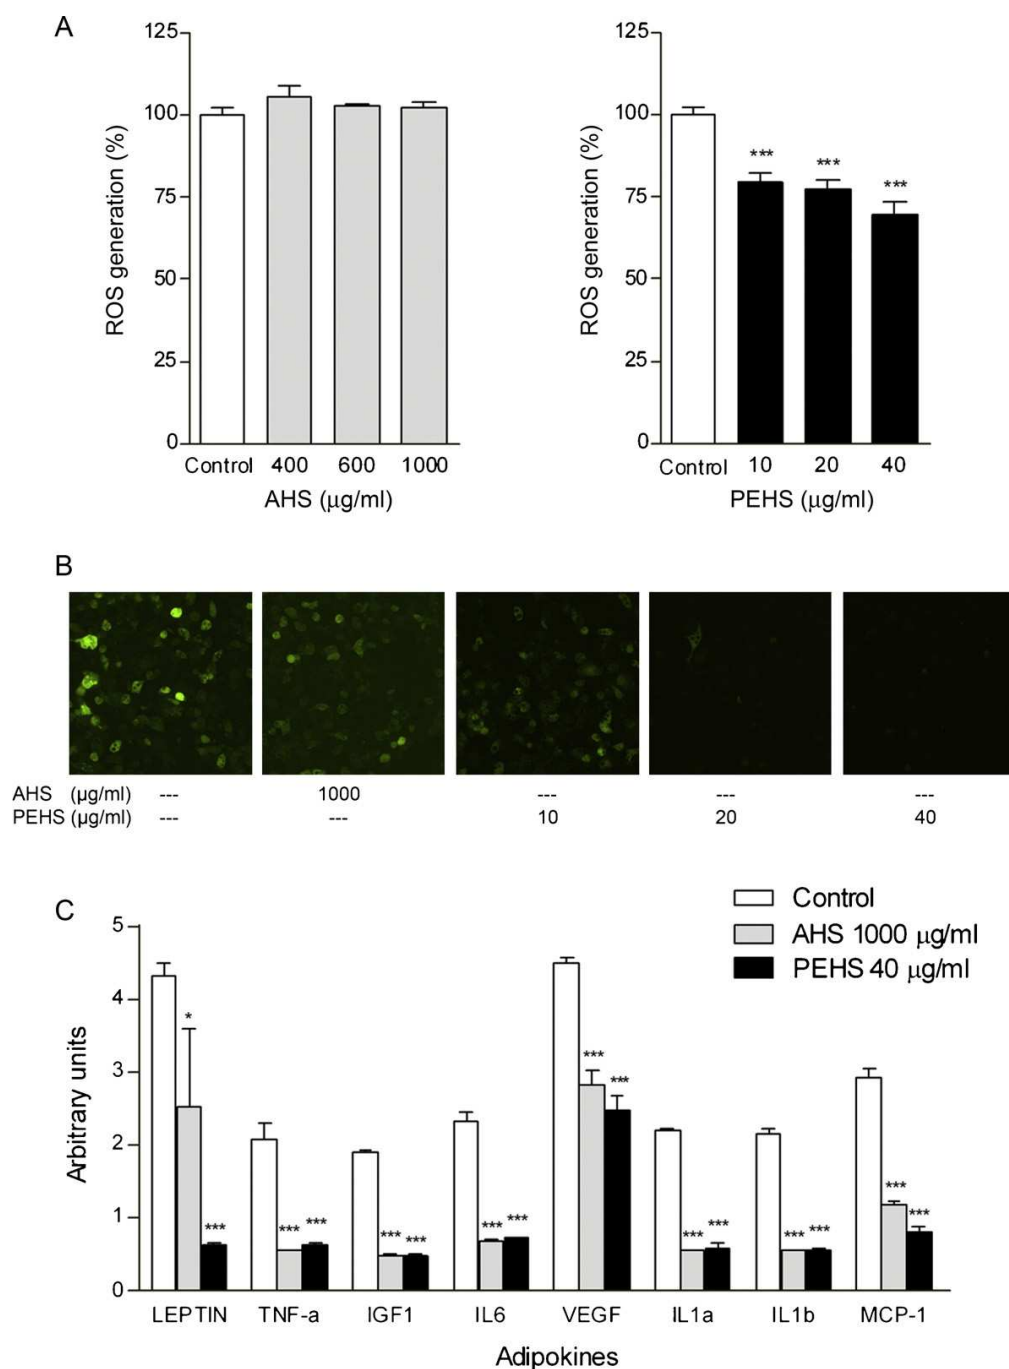 A
125
100
75
50
25
0
ROS generation (%)
Control 400 600 1000
AHS (µg/ml)
125
100
75
50
25
0
ROS generation (%)
*** *** ***
Control 10 20 40
PEHS (µg/ml)
B
AHS (µg/ml) --- 1000 --- --- ---
PEHS (µg/ml) --- --- 10 20 40
C
Control
AHS 1000 µg/ml
PEHS 40 µg/ml
5
4
3
2
1
0
Arbitrary units
* *** *** *** *** *** *** *** *** *** *** *** *** *** *** ***
LEPTIN TNF-a IGF1 IL6 VEGF IL1a IL1b MCP-1
Adipokines